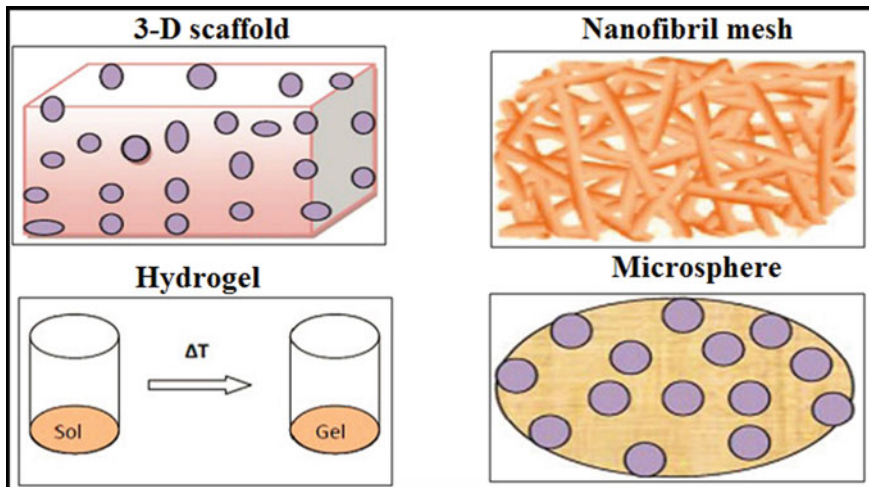 3-D scaffold
Nanofibril mesh
Hydrogel
Microsphere
ΔT
Sol
Gel